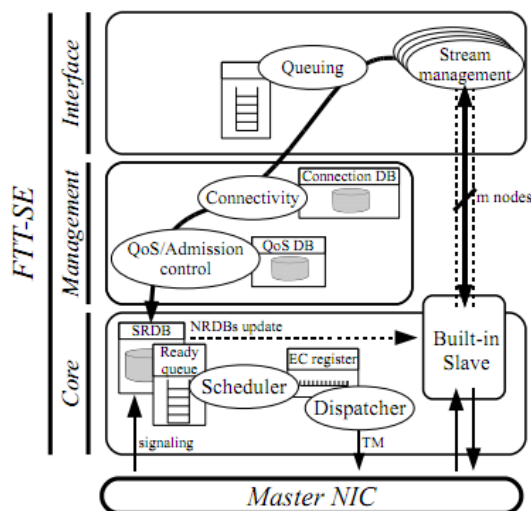 FTT-SE
Interface
Queuing
Stream
management
Management
Connection DB
Connectivity
m nodes
QoS/Admission
control
QoS DB
Core
SRDB
NRDBs update
Ready
queue
Scheduler
EC register
Dispatcher
Built-in
Slave
signaling
TM
Master NIC